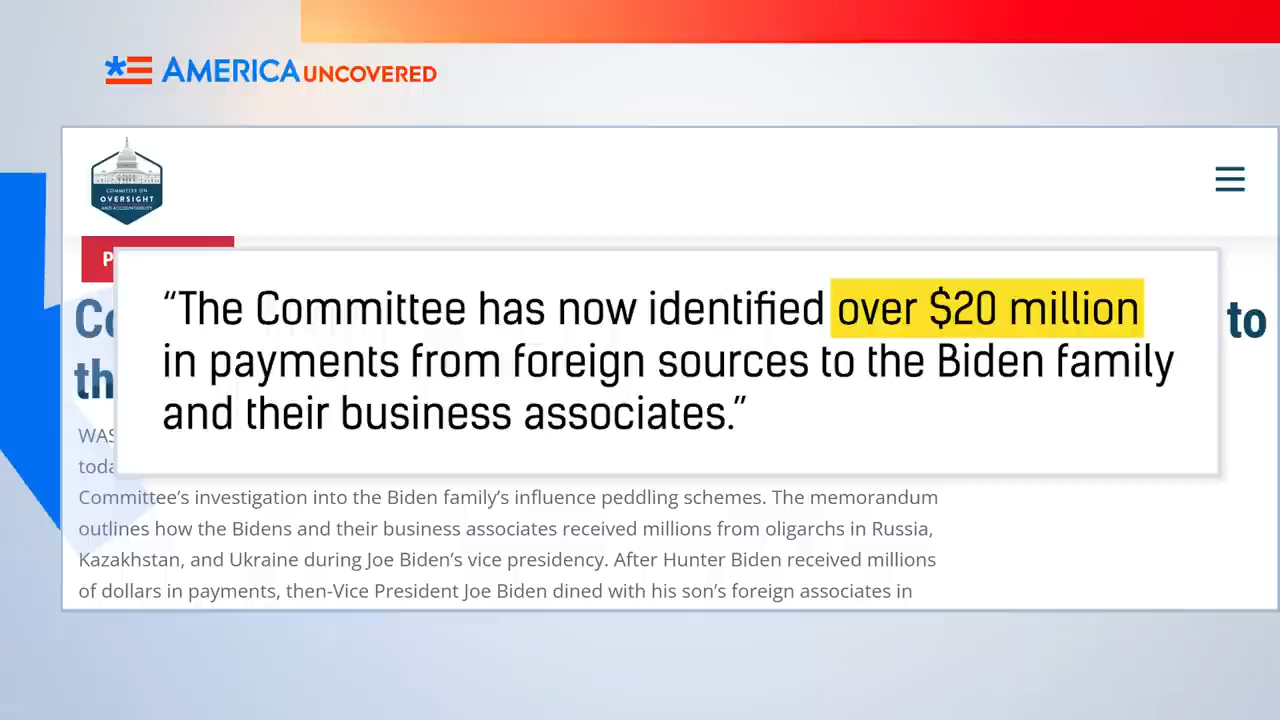 AMERICA UNCOVERED
COMMITTEE ON
OVERSIGHT
AND ACCOUNTABILITY
“The Committee has now identified over $20 million
in payments from foreign sources to the Biden family
and their business associates.”
to
Committee’s investigation into the Biden family’s influence peddling schemes. The memorandum
outlines how the Bidens and their business associates received millions from oligarchs in Russia,
Kazakhstan, and Ukraine during Joe Biden’s vice presidency. After Hunter Biden received millions
of dollars in payments, then-Vice President Joe Biden dined with his son’s foreign associates in